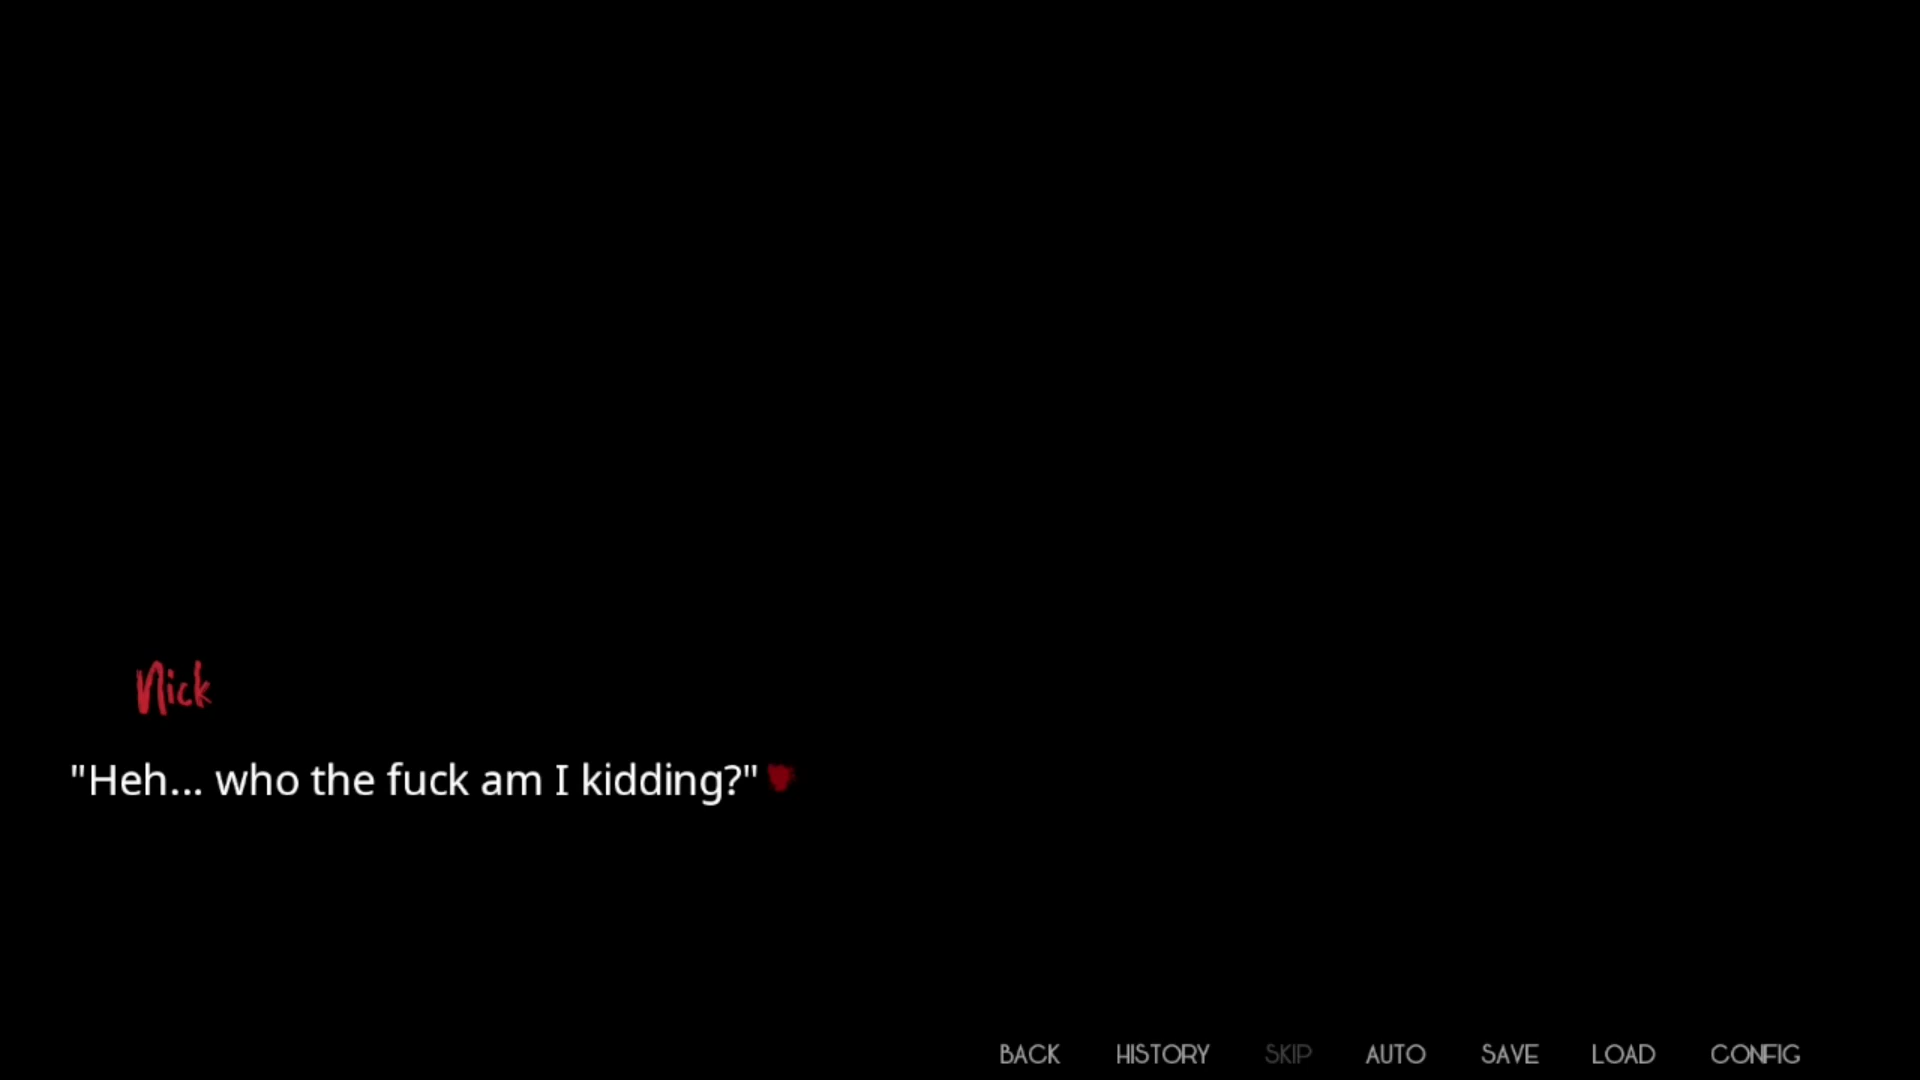 Nick
"Heh... who the fuck am I kidding?"
BACK HISTORY SKIP AUTO SAVE LOAD CONFIG